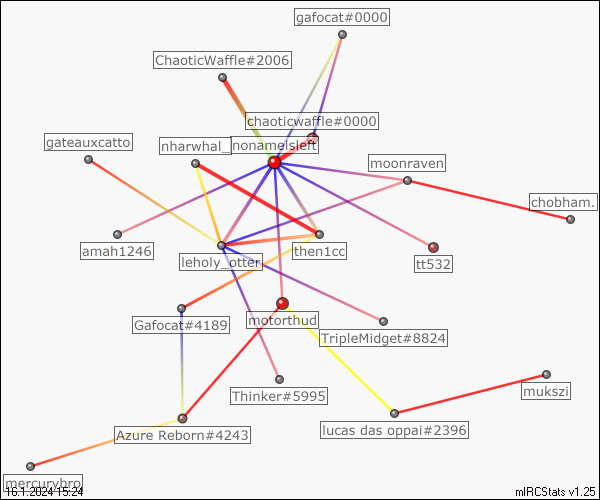 gafocat#0000
ChaoticWaffle#2006
chaoticwaffle#0000
gateauxcatto
nharwhal_
nonameisleft
moonraven
chobham.
amah1246
leholy_otter
then1cc
tt532
Gafocat#4189
motorthud
TripleMidget#8824
Thinker#5995
mukszi
Azure Reborn#4243
lucas das oppai#2396
mercurybro
16.1.2024 15:24
mIRCStats v1.25